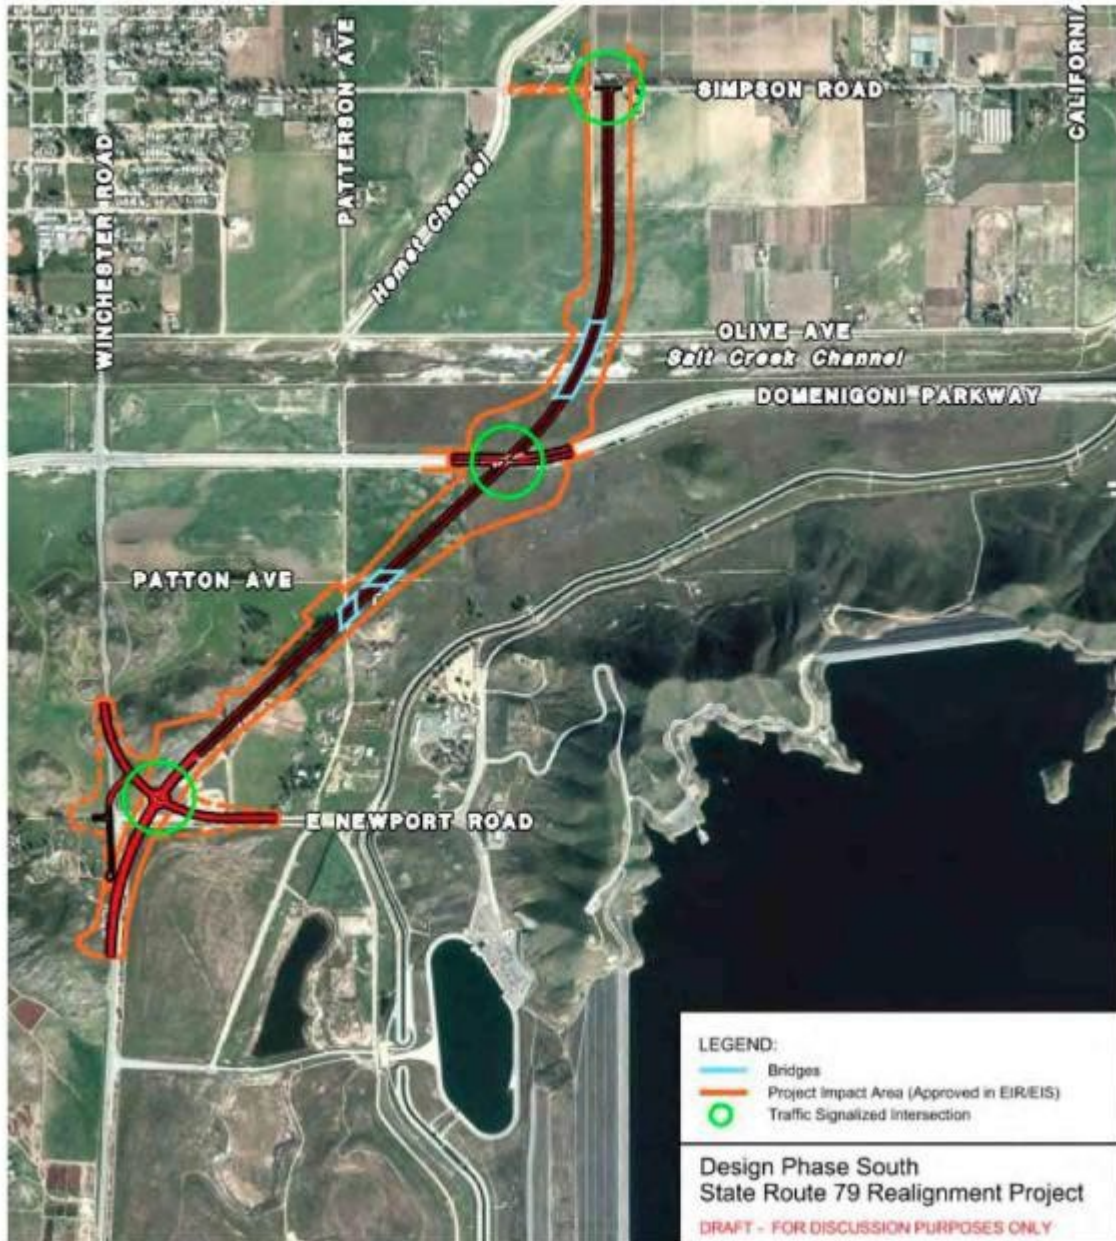 PATTERSON AVE
CALIFORNIA
SIMPSON ROAD
WINCHESTER ROAD
Hemet Channel
OLIVE AVE
Salt Creek Channel
DOMENIGONI PARKWAY
PATTON AVE
E NEWPORT ROAD
LEGEND:
Bridges
Project Impact Area (Approved in EIR/EIS)
Traffic Signalized Intersection
Design Phase South
State Route 79 Realignment Project
DRAFT - FOR DISCUSSION PURPOSES ONLY